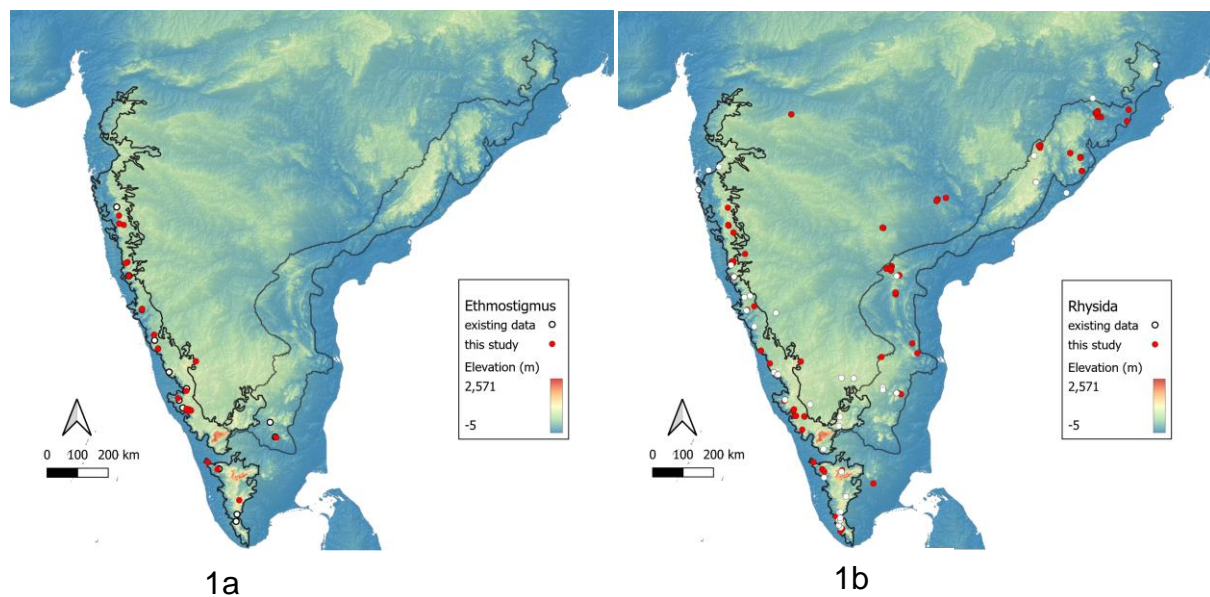 Ethmostigmus
existing data
this study
Elevation (m)
2,571
-5
0 100 200 km
1a
Rhysida
existing data
this study
Elevation (m)
2,571
-5
0 100 200 km
1b